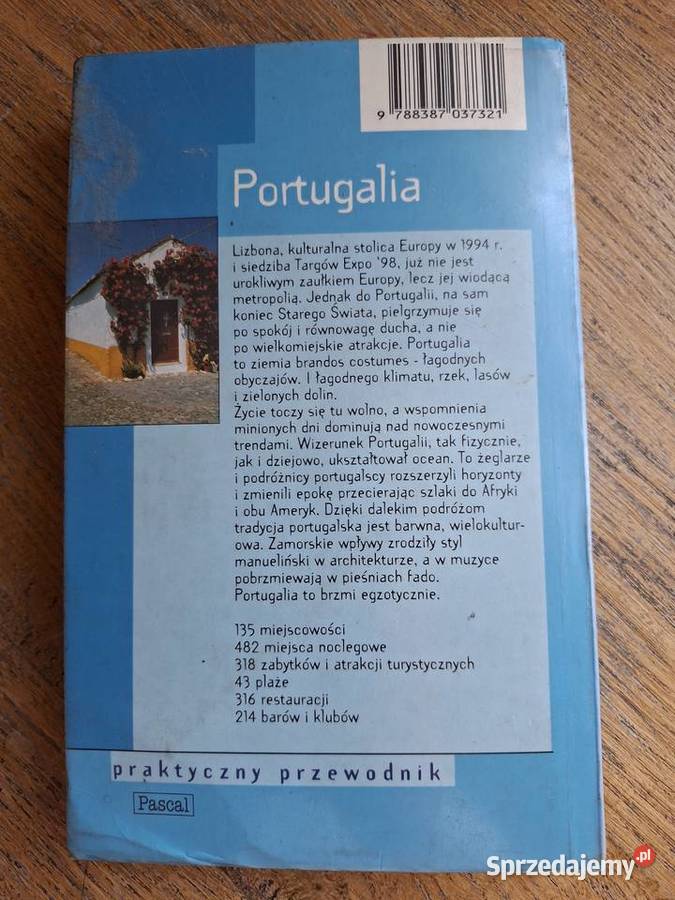 9 788387 037321
Portugalia
Lizbona, kulturalna stolica Europy w 1994 r.
i siedziba Targów Expo '98, już nie jest
urokliwym zaułkiem Europy, lecz jej wiodącą
metropolią. Jednak do Portugalii, na sam
koniec Starego Świata, pielgrzymuje się
po spokój i równowagę ducha, a nie
po wielkomiejskie atrakcje. Portugalia
to ziemia brandos costumes - łagodnych
obyczajów. I łagodnego klimatu, rzek, lasów
i zielonych dolin.
Życie toczy się tu wolno, a wspomnienia
minionych dni dominują nad nowoczesnymi
trendami. Wizerunek Portugalii, tak fizycznie,
jak i dziejowo, ukształtował ocean. To żeglarze
i podróżnicy portugalscy rozszerzyli horyzonty
i zmienili epokę przecierając szlaki do Afryki
i obu Ameryk. Dzięki dalekim podróżom
tradycja portugalska jest barwna, wielokultur-
owa. Zamorskie wpływy zrodziły styl
manueliński w architekturze, a w muzyce
pobrzmiewają w pieśniach fado.
Portugalia to brzmi egzotycznie.
135 miejscowości
482 miejsca noclegowe
318 zabytków i atrakcji turystycznych
43 plaże
316 restauracji
214 barów i klubów
praktyczny przewodnik
Pascal
Sprzedajemy.pl